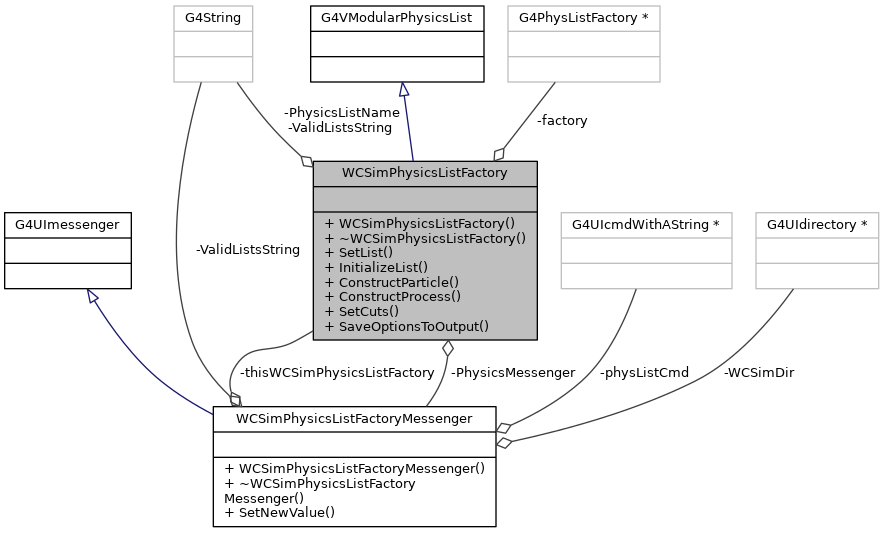 G4String
G4VModularPhysicsList
G4PhysListFactory *
-PhysicsListName
-ValidListsString
-factory
WCSimPhysicsListFactory
+ WCSimPhysicsListFactory()
+ ~WCSimPhysicsListFactory()
+ SetList()
+ InitializeList()
+ ConstructParticle()
+ ConstructProcess()
+ SetCuts()
+ SaveOptionsToOutput()
G4UImessenger
G4UIcmdWithAString *
G4UIdirectory *
-ValidListsString
-thisWCSimPhysicsListFactory
-PhysicsMessenger
-physListCmd
-WCSimDir
WCSimPhysicsListFactoryMessenger
+ WCSimPhysicsListFactoryMessenger()
+ ~WCSimPhysicsListFactory
Messenger()
+ SetNewValue()